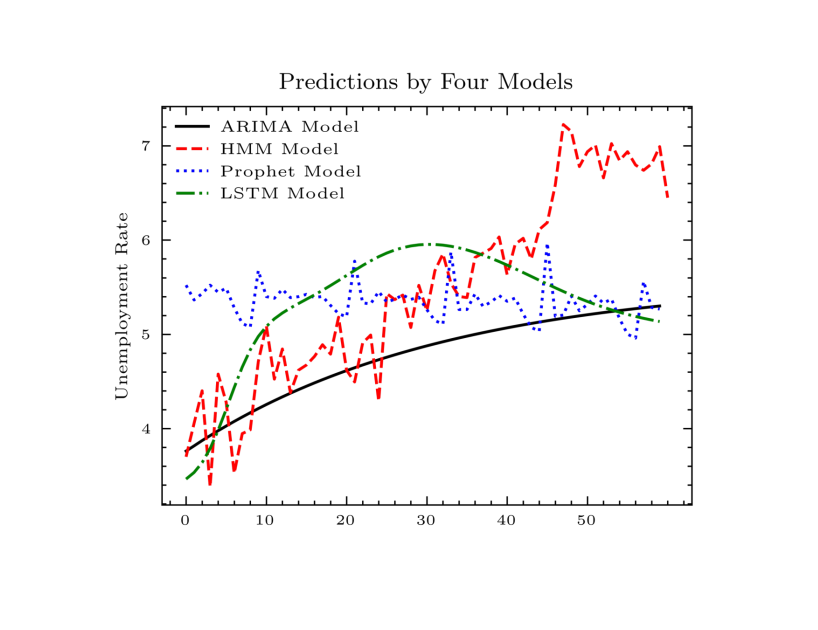 Predictions by Four Models
ARIMA Model
HMM Model
Prophet Model
LSTM Model
Unemployment Rate
7
6
5
4
0 10 20 30 40 50